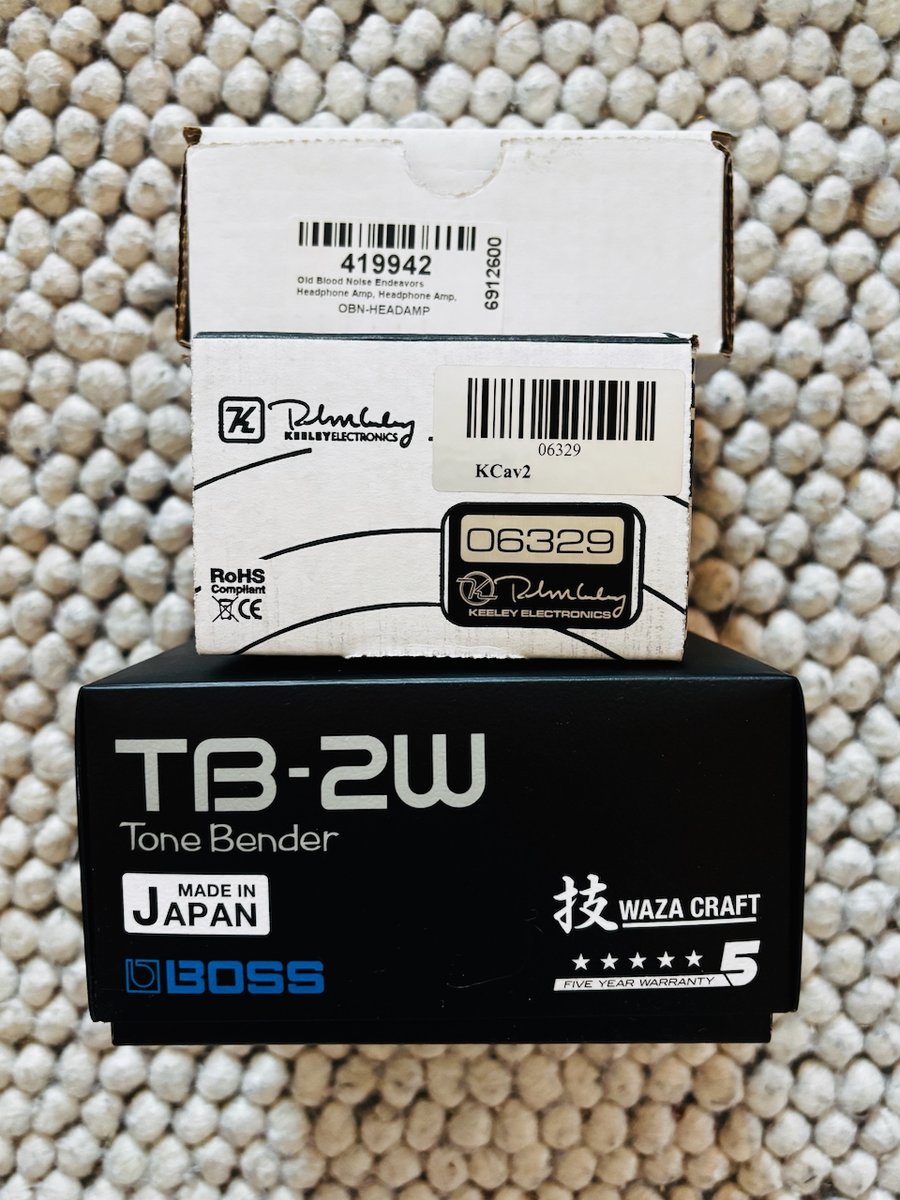 419942
6912600
Old Blood Noise Endeavors
Headphone Amp, Headphone Amp,
OBN-HEADAMP
KEELEY ELECTRONICS
06329
KCav2
06329
KEELEY ELECTRONICS
RoHS
Compliant
CE
TB-2W
Tone Bender
MADE IN
JAPAN
技 WAZA CRAFT
BOSS
5
FIVE YEAR WARRANTY